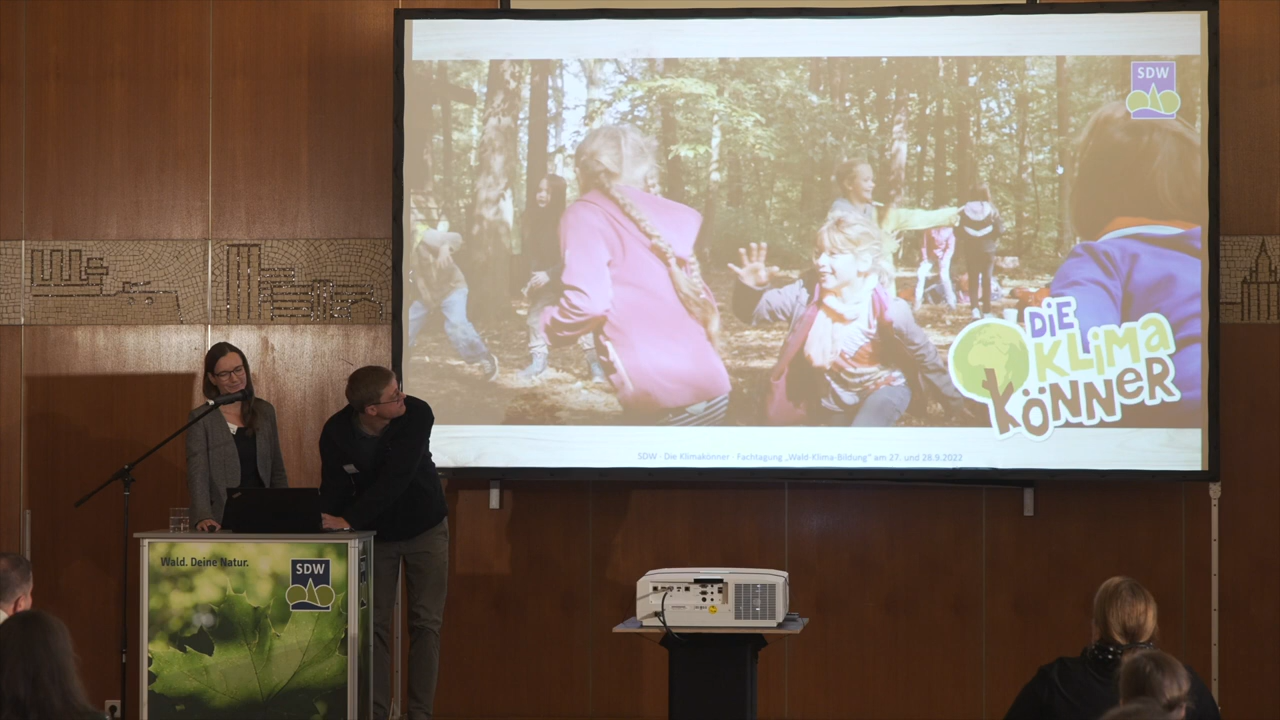 SDW
DiE
KLiMa
KÖNNER
SDW - Die Klimakönner - Fachtagung „Wald-Klima-Bildung“ am 27. und 28.9.2022
Wald. Deine Natur.
SDW